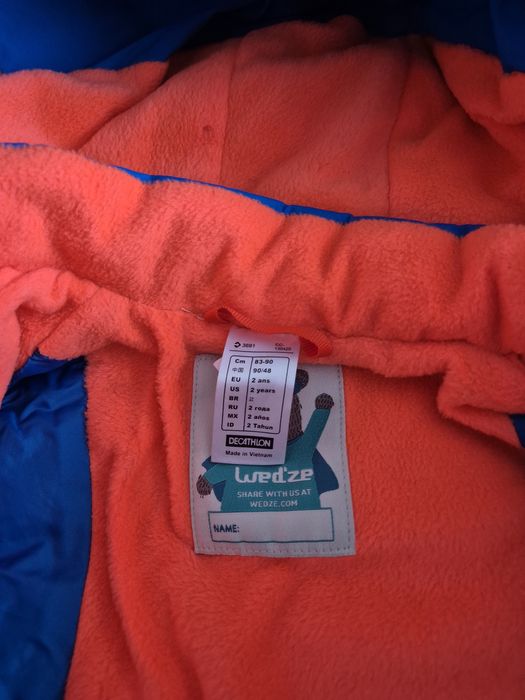 3681
Cm 83-90
中国 90/48
EU 2 ans
US 2 years
BR 2
RU 2 года
MX 2 años
ID 2 Tahun
DECATHLON
Made in Vietnam
Wed'ze
SHARE WITH US AT
WEDZE.COM
NAME: